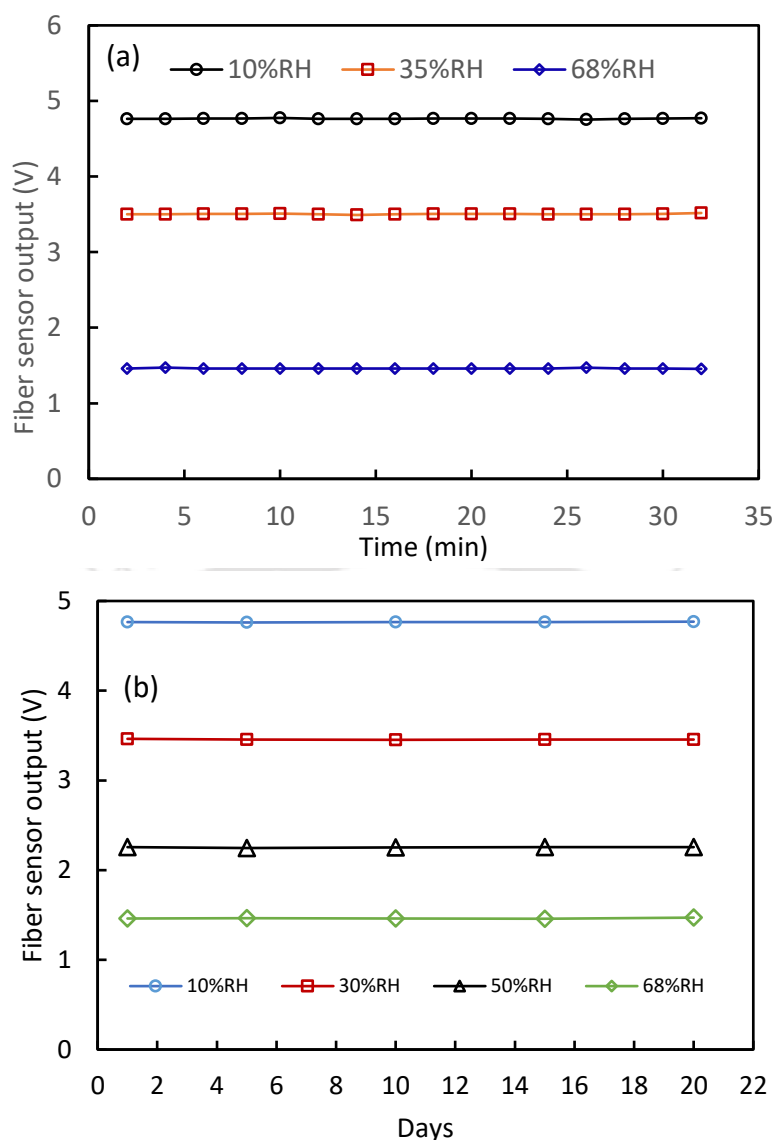 6
(a)
10%RH 35%RH 68%RH
5
4
3
2
1
0
Fiber sensor output (V)
0 5 10 15 20 25 30 35
Time (min)
5
(b)
4
3
2
1
0
Fiber sensor output (V)
10%RH 30%RH 50%RH 68%RH
0 2 4 6 8 10 12 14 16 18 20 22
Days